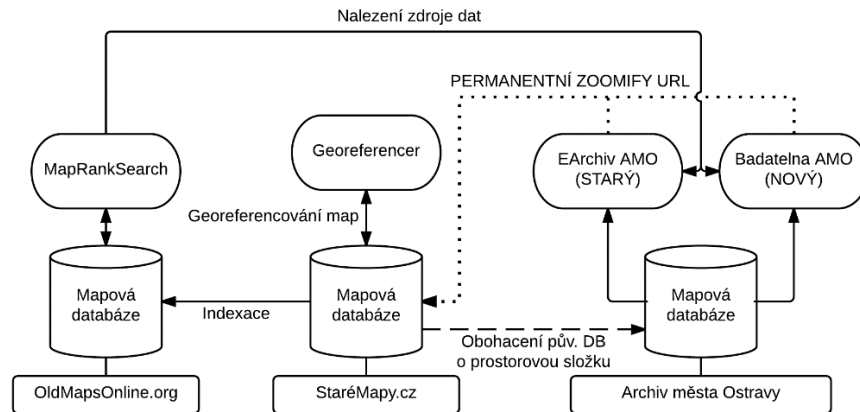 Nalezení zdroje dat
PERMANENTNÍ ZOOMIFY URL
MapRankSearch
Georeferencer
EArchiv AMO
(STARÝ)
Badatelna AMO
(NOVÝ)
Georeferencování map
Mapová
databáze
Indexace
Mapová
databáze
Obohacení pův. DB
o prostorovou složku
Mapová
databáze
OldMapsOnline.org
StaréMapy.cz
Archiv města Ostravy